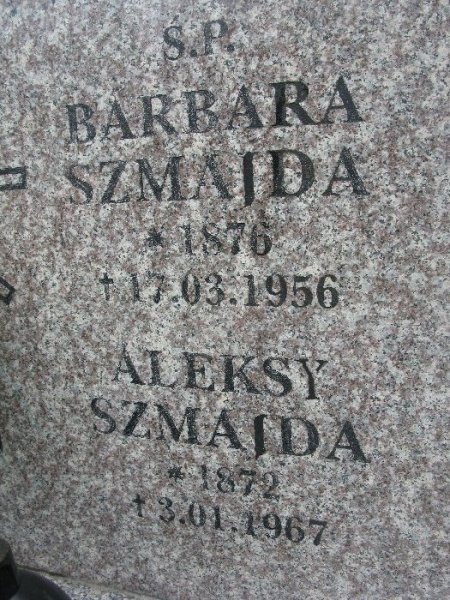 Ś.P.
BARBARA
SZMAJDA
* 1876
† 17.03.1956
ALEKSY
SZMAJDA
* 1872
† 3.01.1967